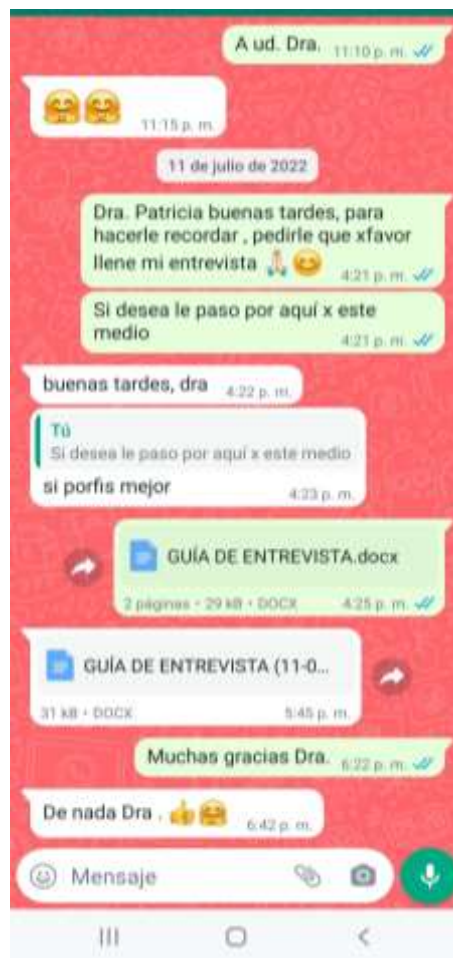 A ud. Dra. 11:10 p. m.
11:15 p. m.
11 de julio de 2022
Dra. Patricia buenas tardes, para
hacerle recordar , pedirle que xfavor
llene mi entrevista
4:21 p. m.
Si desea le paso por aquí x este
medio
4:21 p. m.
buenas tardes, dra 4:22 p. m.
Tú
Si desea le paso por aquí x este medio
si porfis mejor
4:23 p. m.
GUÍA DE ENTREVISTA.docx
2 páginas • 29 kB • DOCX 4:25 p. m.
GUÍA DE ENTREVISTA (11-0...
31 kB • DOCX 5:45 p. m.
Muchas gracias Dra. 6:22 p. m.
De nada Dra . 6:42 p. m.
Mensaje